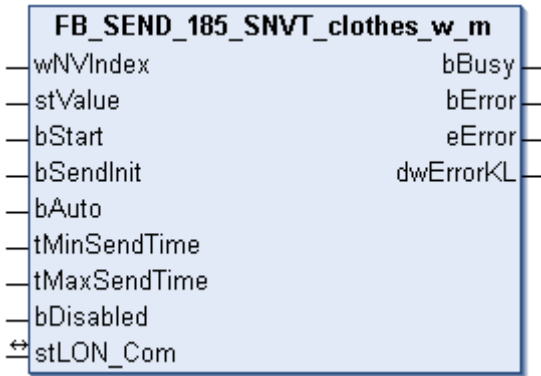 FB_SEND_185_SNVT_clothes_w_m
wNVIndex bBusy
stValue bError
bStart eError
bSendInit dwErrorKL
bAuto
tMinSendTime
tMaxSendTime
bDisabled
stLON_Com